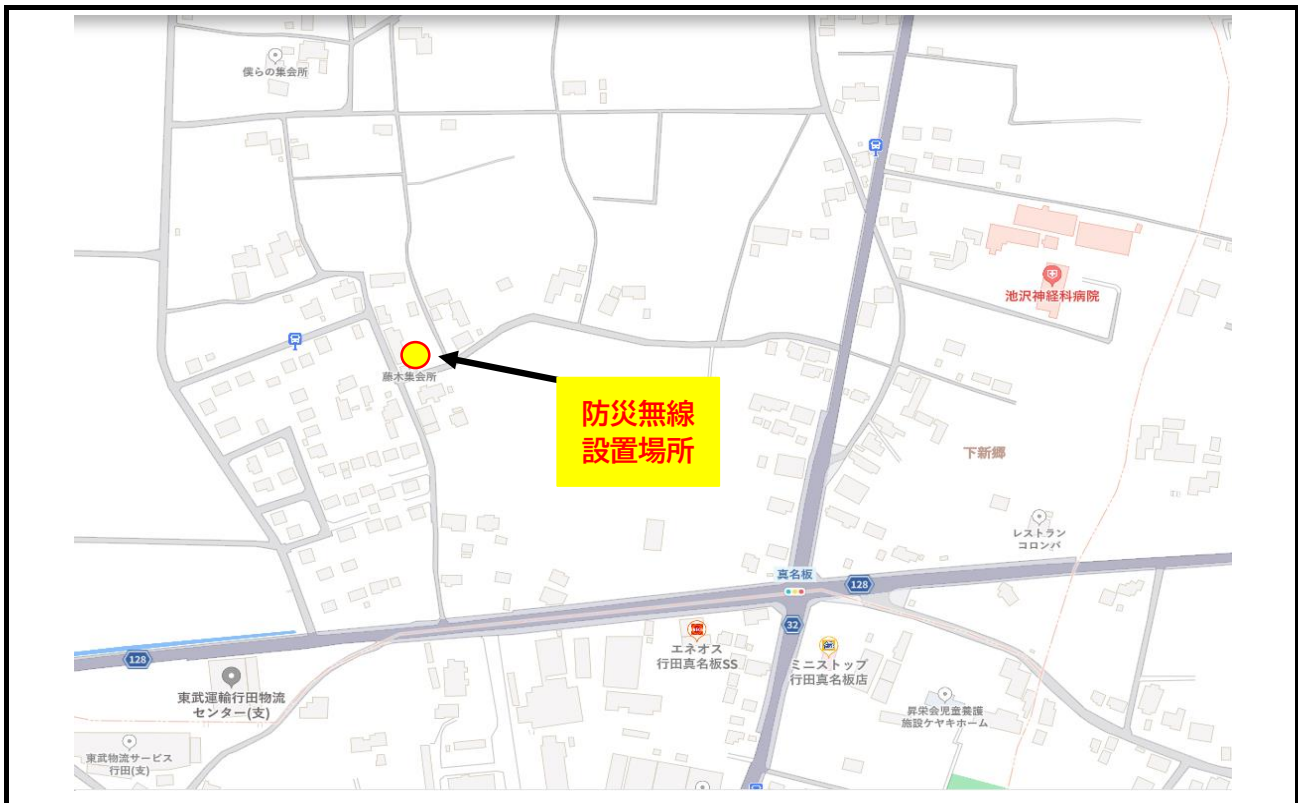 僕らの集会所
池沢神経科病院
藤木集会所
防災無線
設置場所
下新郷
レストラン
コロンバ
真名板
128
32
エネオス
行田真名板SS
ミニストップ
行田真名板店
128
東武運輸行田物流
センター(支)
昇栄会児童養護
施設ケヤキホーム
東武物流サービス
行田(支)